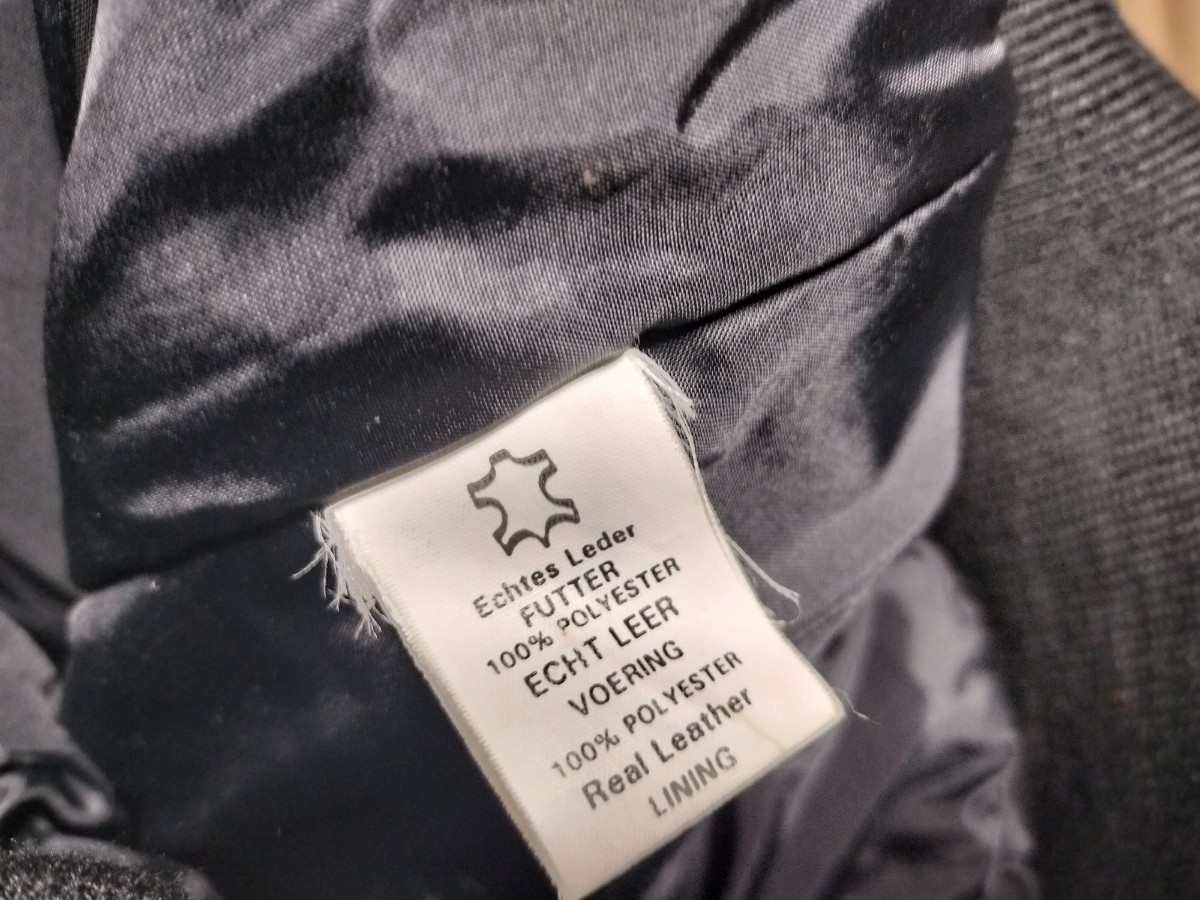 Echtes Leder
FUTTER
100% POLYESTER
ECHT LEER
VOERING
100% POLYESTER
Real Leather
LINING